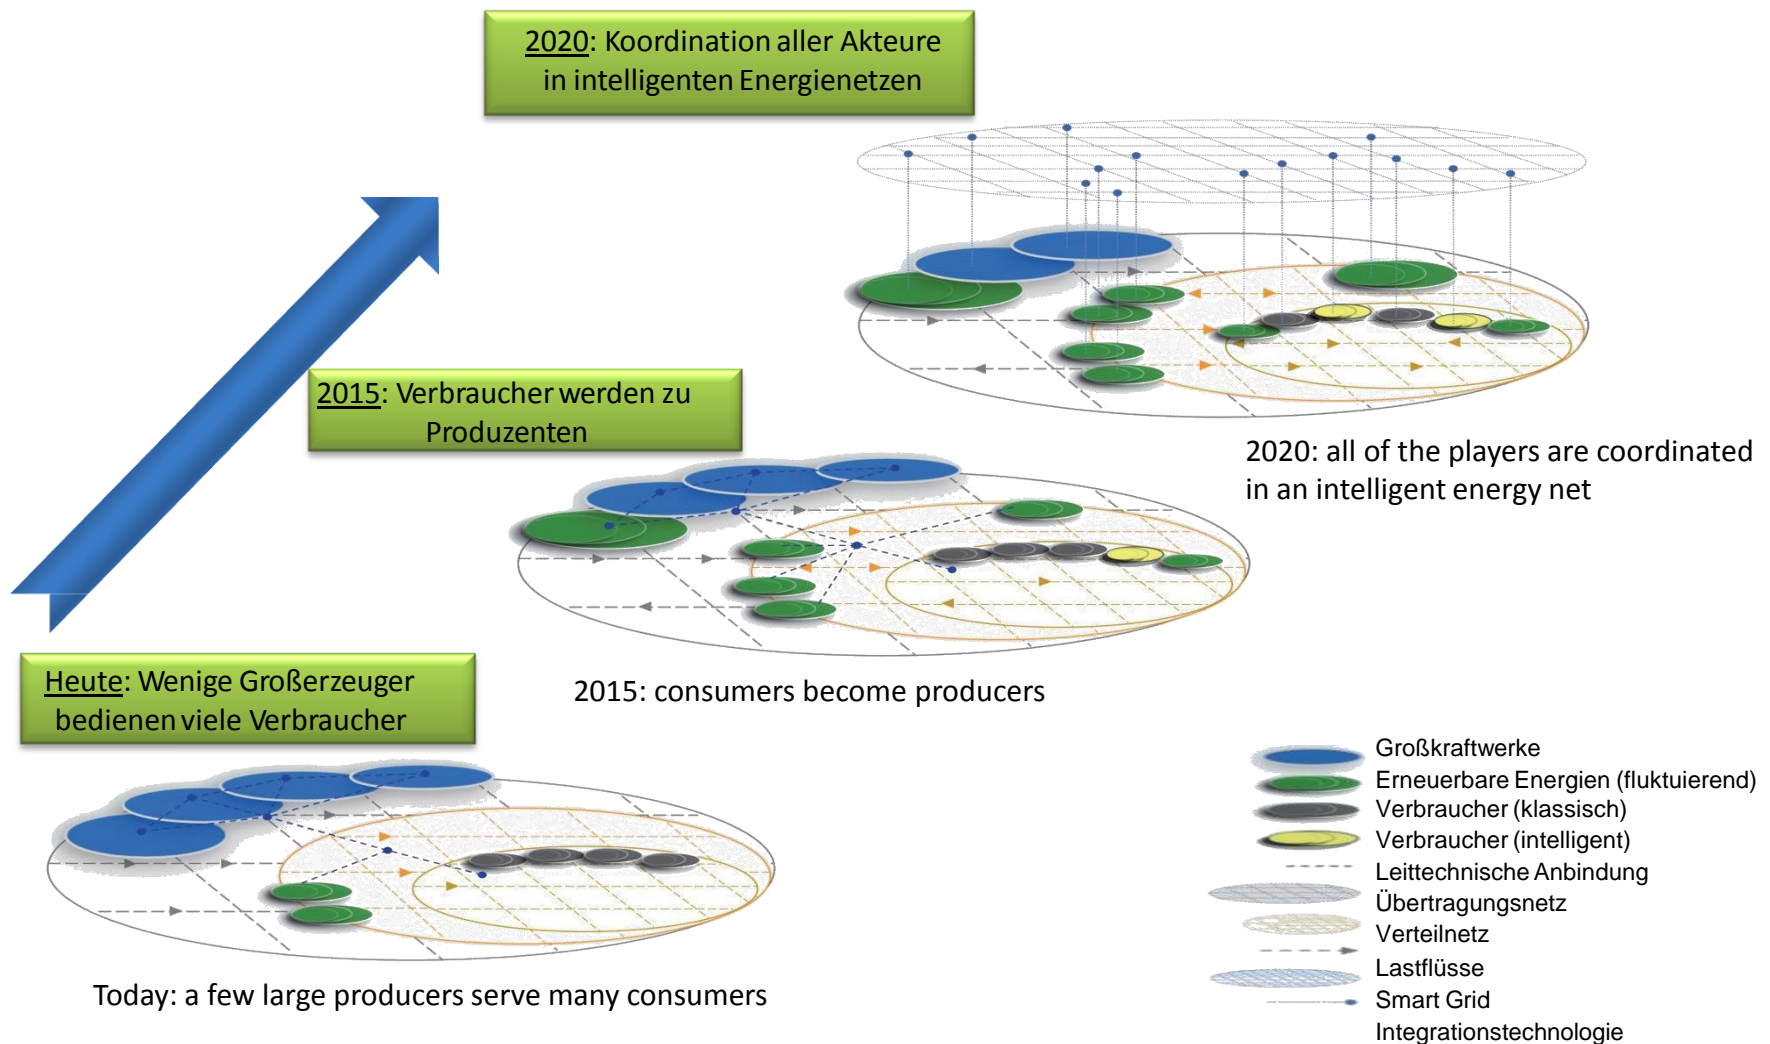 2020: Koordination aller Akteure
in intelligenten Energienetzen
2015: Verbraucher werden zu
Produzenten
2020: all of the players are coordinated
in an intelligent energy net
Heute: Wenige Großerzeuger
bedienen viele Verbraucher
2015: consumers become producers
Großkraftwerke
Erneuerbare Energien (fluktuierend)
Verbraucher (klassisch)
Verbraucher (intelligent)
Leittechnische Anbindung
Übertragungsnetz
Verteilnetz
Lastflüsse
Smart Grid
Integrationstechnologie
Today: a few large producers serve many consumers